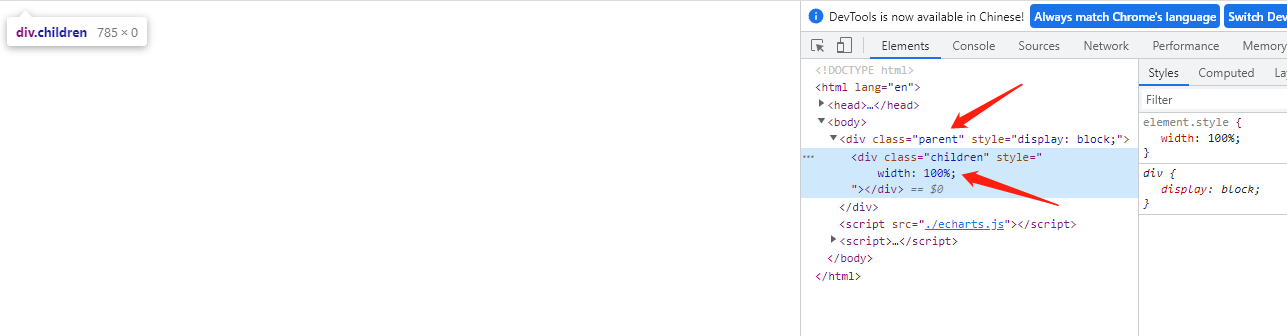 div.children 785 × 0
DevTools is now available in Chinese! Always match Chrome's language Switch Dev
Elements Console Sources Network Performance Memory
<!DOCTYPE html>
<html lang="en">
<head>…</head>
<body>
<div class="parent" style="display: block;">
… <div class="children" style="
width: 100%;
"></div> == $0
</div>
<script src="./echarts.js"></script>
<script>…</script>
</body>
</html>
Styles Computed La
Filter
element.style {
width: 100%;
}
div {
display: block;
}